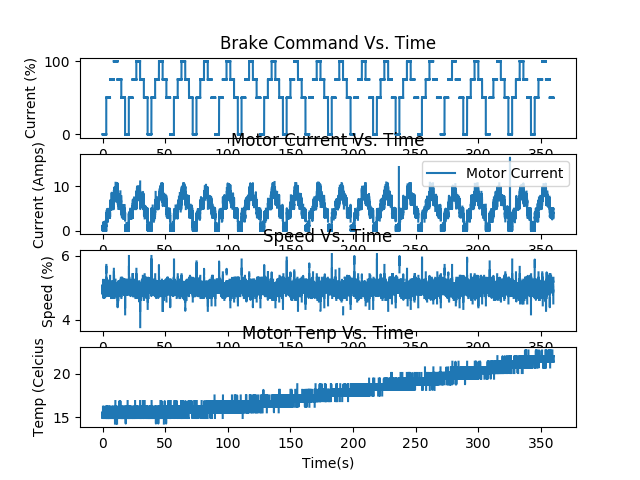 Brake Command Vs. Time
Current (%)
100
0
0 50 100 150 200 250 300 350
Motor Current Vs. Time
Current (Amps)
10
0
Motor Current
0 50 100 150 200 250 300 350
Speed Vs. Time
Speed (%)
6
4
0 50 100 150 200 250 300 350
Motor Tenp Vs. Time
Temp (Celcius
20
15
0 50 100 150 200 250 300 350
Time(s)